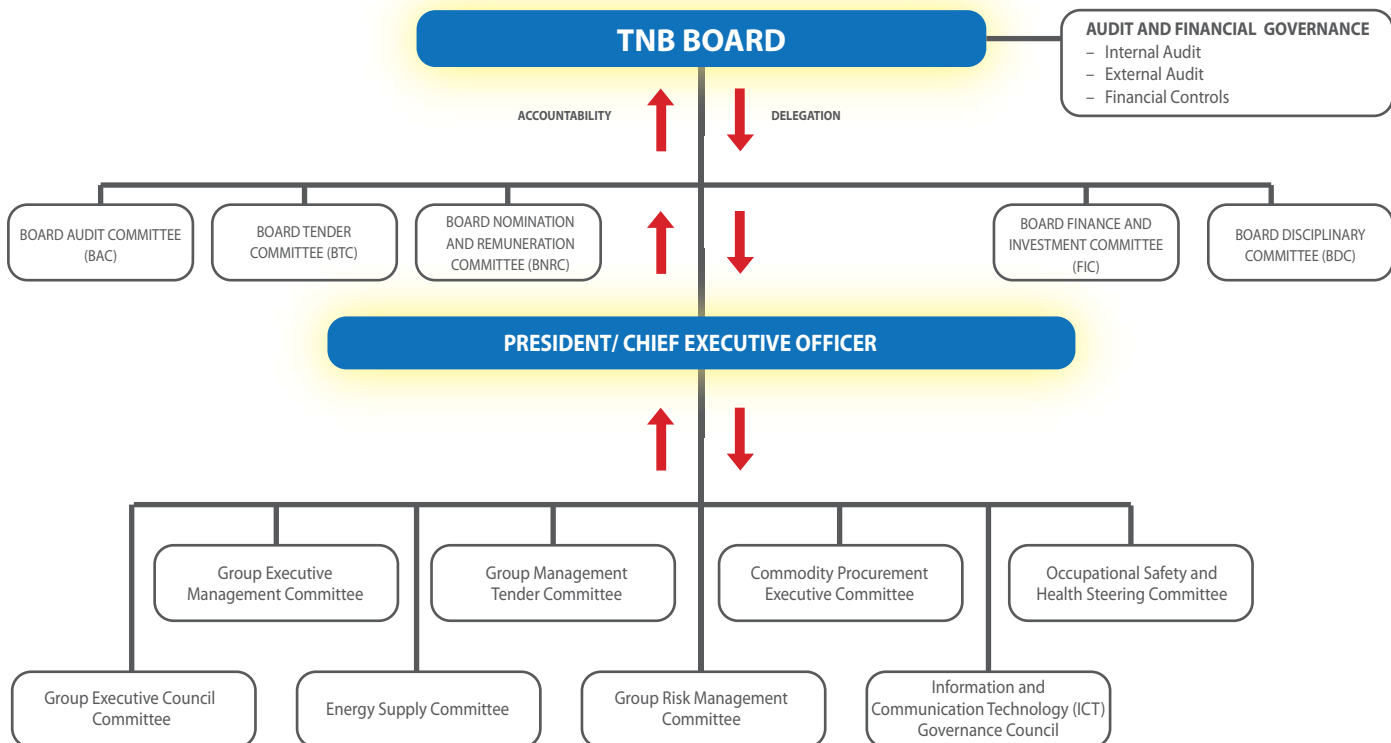 TNB BOARD
AUDIT AND FINANCIAL GOVERNANCE
– Internal Audit
– External Audit
– Financial Controls
ACCOUNTABILITY
DELEGATION
BOARD AUDIT COMMITTEE
(BAC)
BOARD TENDER
COMMITTEE (BTC)
BOARD NOMINATION
AND REMUNERATION
COMMITTEE (BNRC)
BOARD FINANCE AND
INVESTMENT COMMITTEE
(FIC)
BOARD DISCIPLINARY
COMMITTEE (BDC)
PRESIDENT/ CHIEF EXECUTIVE OFFICER
Group Executive
Management Committee
Group Management
Tender Committee
Commodity Procurement
Executive Committee
Occupational Safety and
Health Steering Committee
Group Executive Council
Committee
Energy Supply Committee
Group Risk Management
Committee
Information and
Communication Technology (ICT)
Governance Council